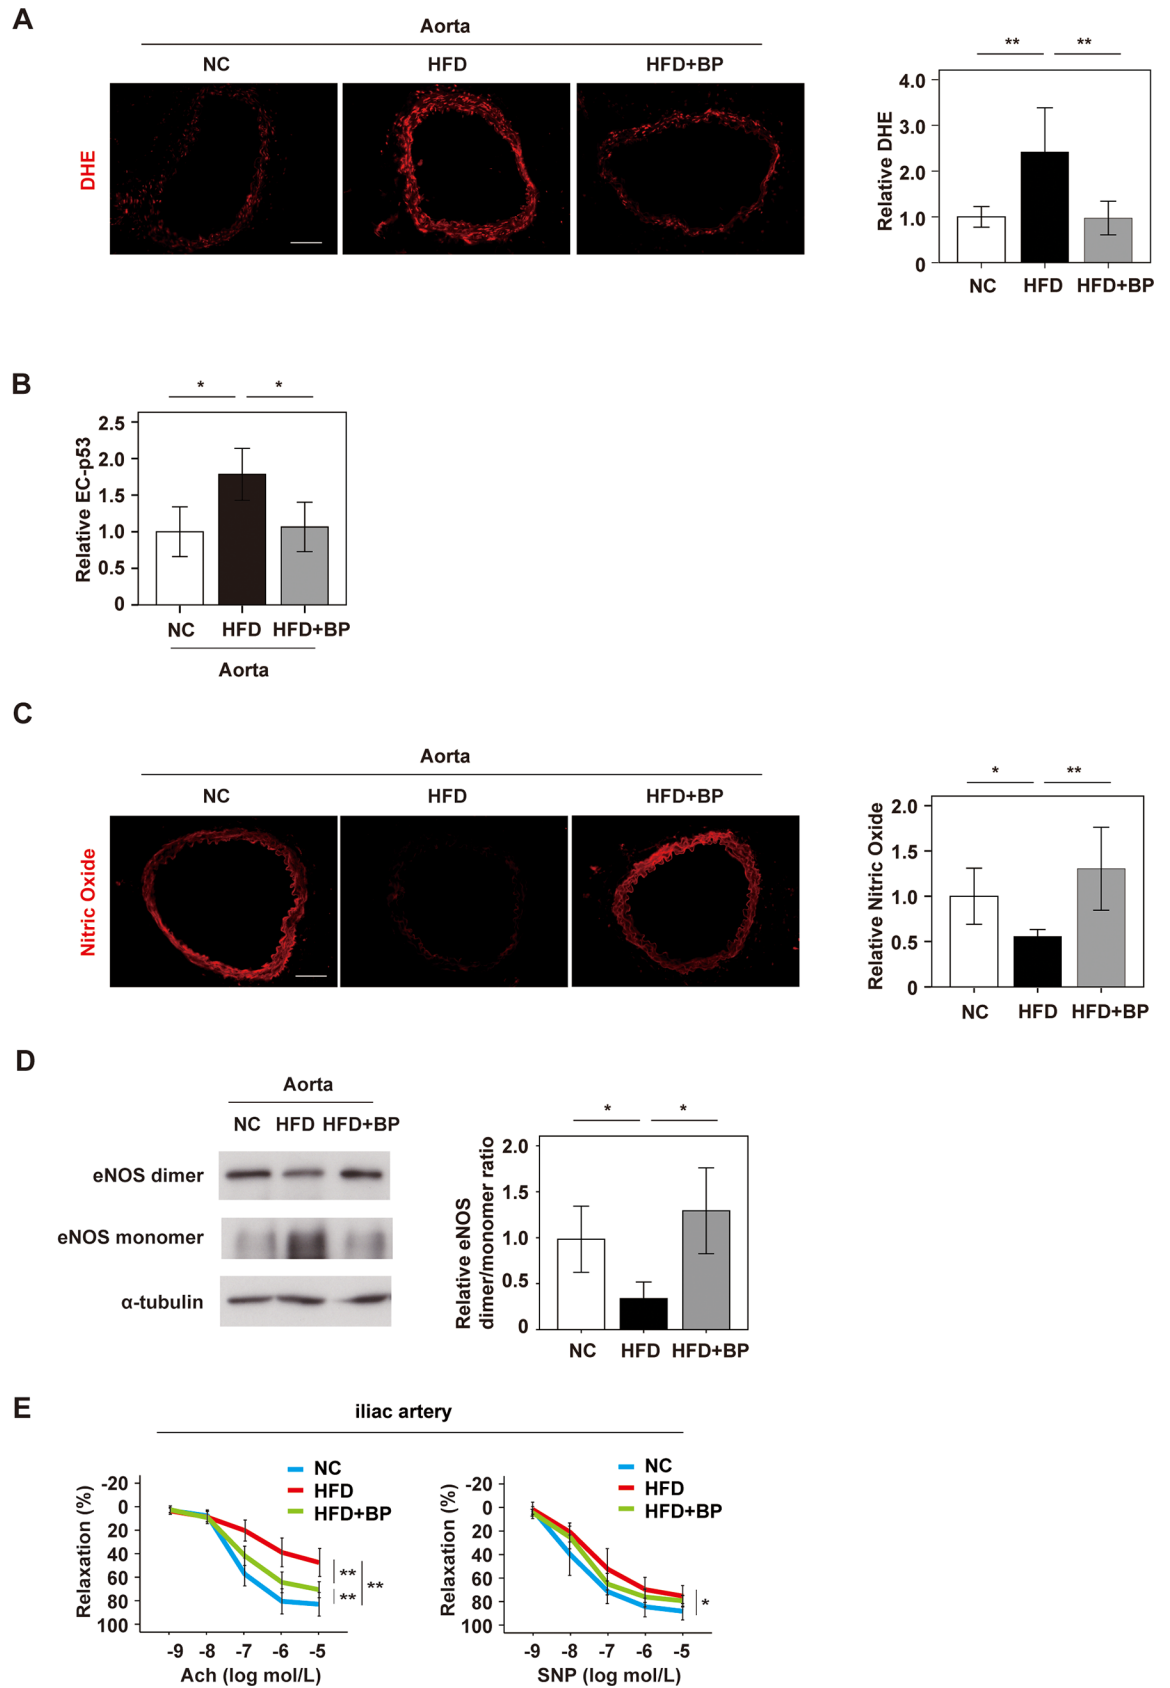 A
Aorta
NC HFD HFD+BP
DHE
** **
Relative DHE
4.0
3.0
2.0
1.0
0
NC HFD HFD+BP
B
* *
Relative EC-p53
2.5
2.0
1.5
1.0
0.5
0
NC HFD HFD+BP
Aorta
C
Aorta
NC HFD HFD+BP
Nitric Oxide
* **
Relative Nitric Oxide
2.0
1.5
1.0
0.5
0
NC HFD HFD+BP
D
Aorta
NC HFD HFD+BP
eNOS dimer
eNOS monomer
α-tubulin
* *
Relative eNOS
dimer/monomer ratio
2.0
1.5
1.0
0.5
0
NC HFD HFD+BP
E
iliac artery
NC
HFD
HFD+BP
Relaxation (%)
-20
0
20
40
60
80
100
**
**
**
-9 -8 -7 -6 -5
Ach (log mol/L)
NC
HFD
HFD+BP
Relaxation (%)
-20
0
20
40
60
80
100
*
-9 -8 -7 -6 -5
SNP (log mol/L)